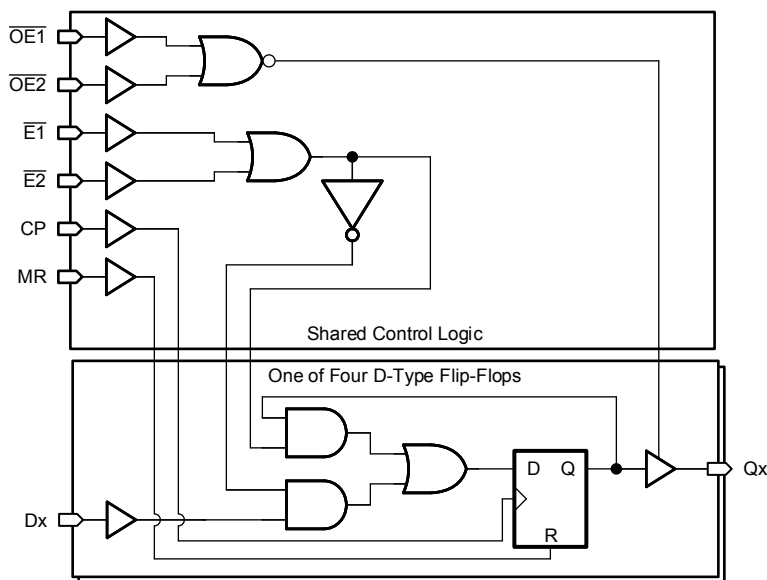 OE1
OE2
E1
E2
CP
MR
Shared Control Logic
One of Four D-Type Flip-Flops
D Q
R
Dx
Qx